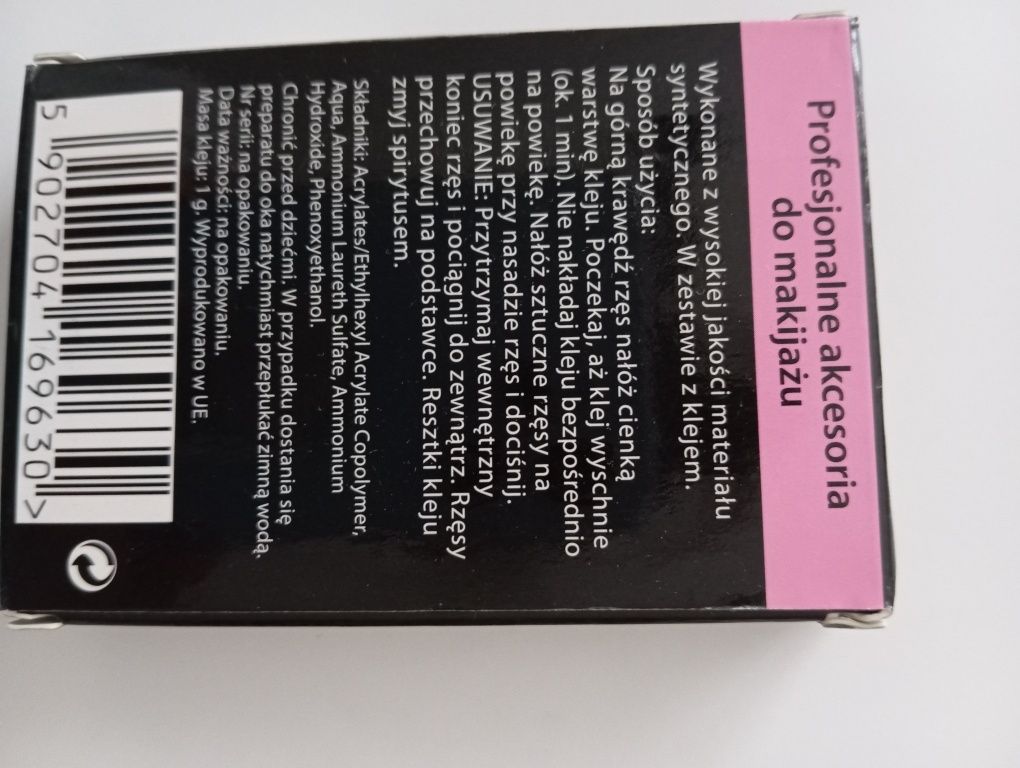 Profesjonalne akcesoria
do makijażu
Wykonane z wysokiej jakości materiału
syntetycznego. W zestawie z klejem.
Sposób użycia:
Na górną krawędź rzęs nałóż cienką
warstwę kleju. Poczekaj, aż klej wyschnie
(ok. 1 min). Nie nakładaj kleju bezpośrednio
na powiekę. Nałóż sztuczne rzęsy na
powiekę przy nasadzie rzęs i dociśnij.
USUWANIE: Przytrzymaj wewnętrzny
koniec rzęs i pociągnij do zewnątrz. Rzęsy
przechowuj na podstawce. Resztki kleju
zmyj spirytusem.
Składniki: Acrylates/Ethylhexyl Acrylate Copolymer,
Aqua, Ammonium Laureth Sulfate, Ammonium
Hydroxide, Phenoxyethanol.
Chronić przed dziećmi. W przypadku dostania się
preparatu do oka natychmiast przepłukać zimną wodą.
Nr serii: na opakowaniu.
Data ważności: na opakowaniu.
Masa kleju: 1 g. Wyprodukowano w UE.
5 902704 169630 >